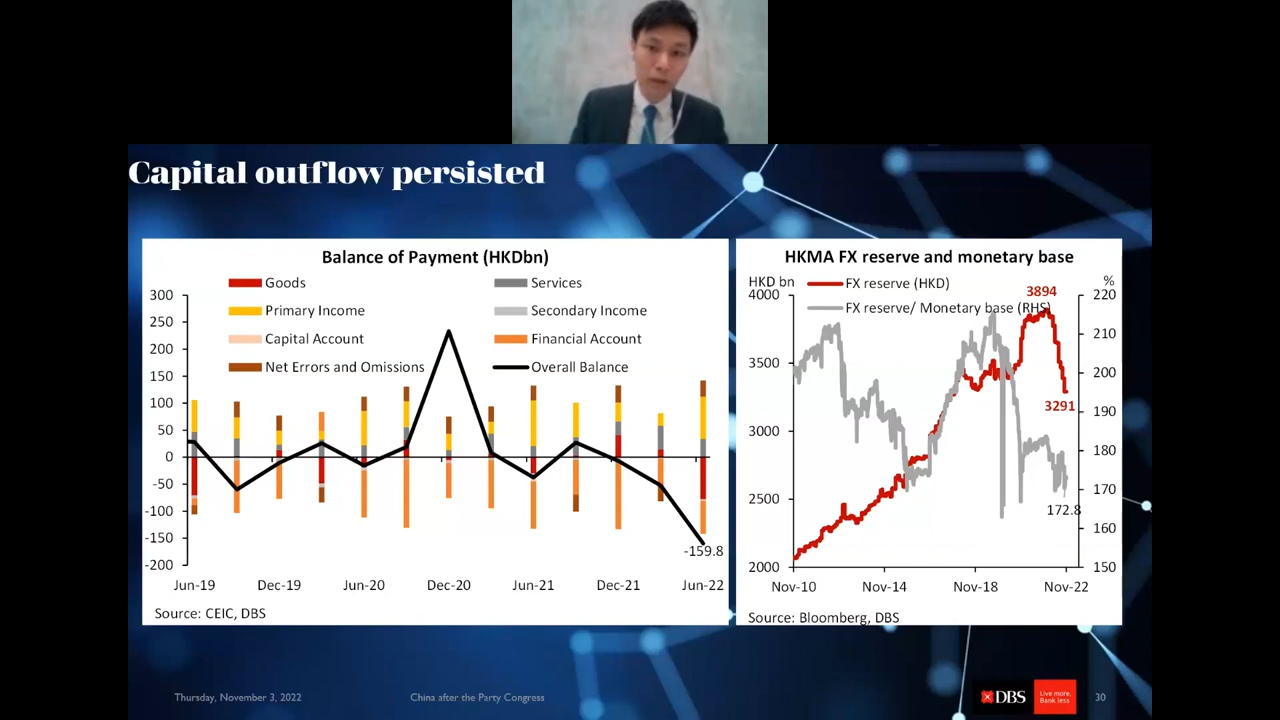 Capital outflow persisted
Balance of Payment (HKDbn)
Goods
Services
Primary Income
Secondary Income
Capital Account
Financial Account
Net Errors and Omissions
Overall Balance
300
250
200
150
100
50
0
-50
-100
-150
-200
-159.8
Jun-19 Dec-19 Jun-20 Dec-20 Jun-21 Dec-21 Jun-22
Source: CEIC, DBS
HKMA FX reserve and monetary base
HKD bn
%
FX reserve (HKD)
FX reserve/ Monetary base (RHS)
3894
3291
172.8
4000
3500
3000
2500
2000
220
210
200
190
180
170
160
150
Nov-10 Nov-14 Nov-18 Nov-22
Source: Bloomberg, DBS
Thursday, November 3, 2022
China after the Party Congress
DBS
Live more,
Bank less
30